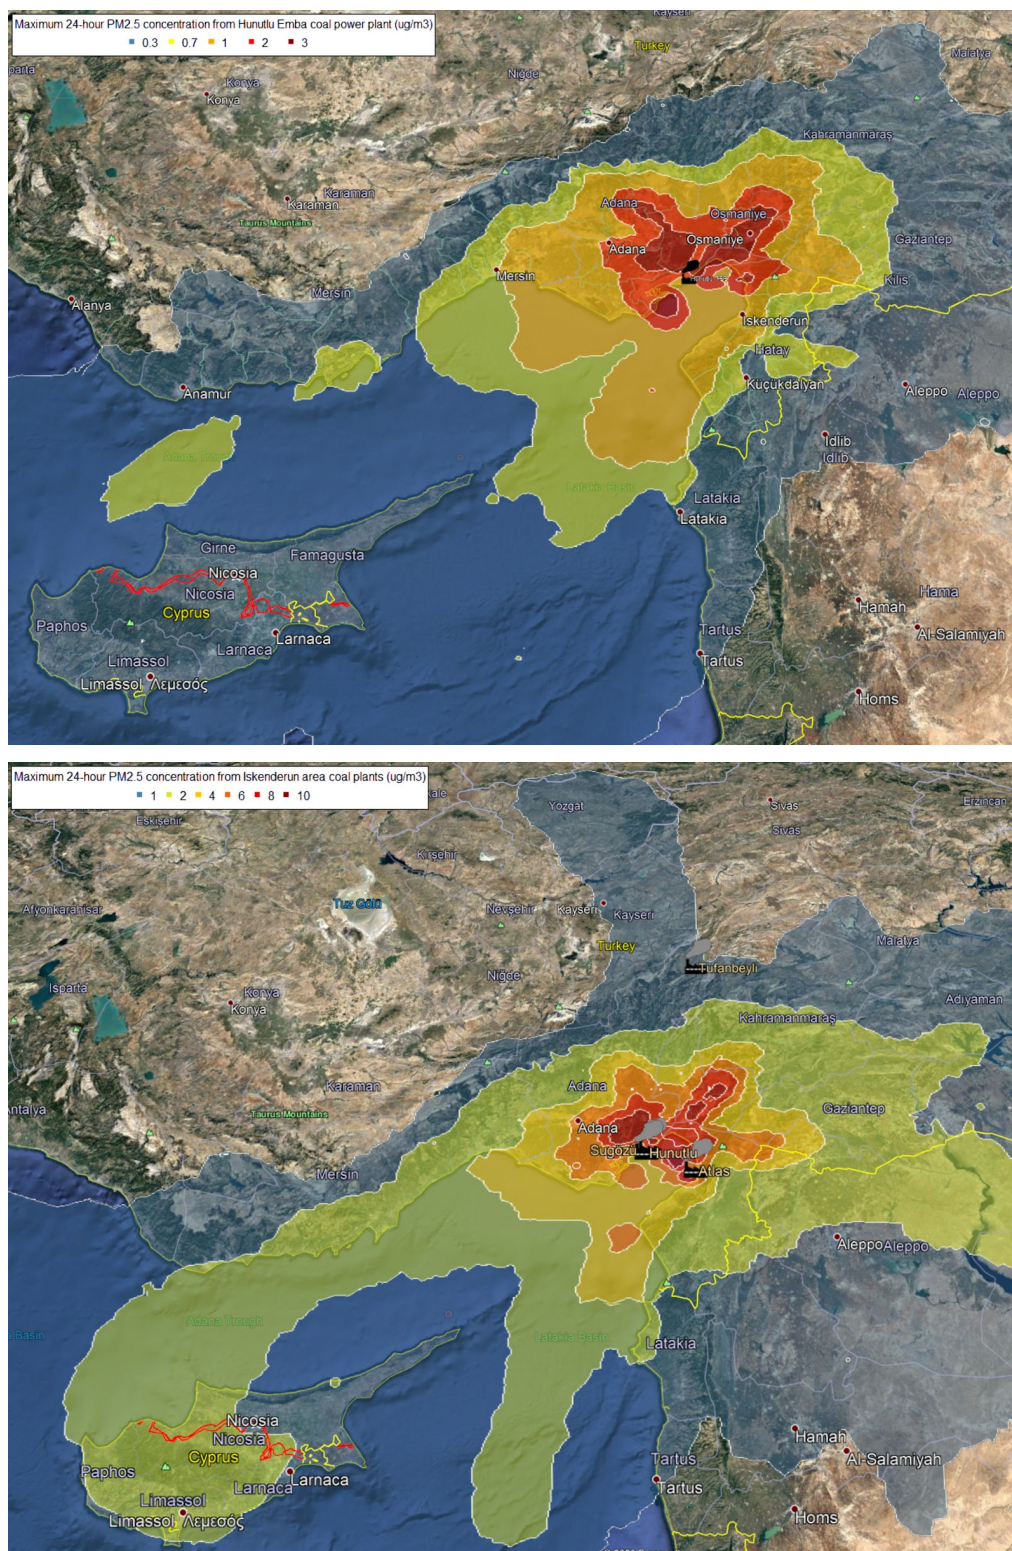 Maximum 24-hour PM2.5 concentration from Hunutlu Emba coal power plant (ug/m3)
0.3 0.7 1 2 3
Kayseri
Turkey
Malatya
Niğde
Konya
Konya
Kahramanmaraş
Karaman
Karaman
Taurus Mountains
Adana
Osmaniye
Osmaniye
Adana
Gaziantep
Mersin
Kilis
Mersin
Alanya
Iskenderun
Hatay
Küçükdalyan
Anamur
Aleppo Aleppo
Idlib
Idlib
Latakia Basin
Latakia
Latakia
Girne
Famagusta
Nicosia
Nicosia
Cyprus
Hama
Hamah
Paphos
Tartus
Al-Salamiyah
Larnaca
Larnaca
Tartus
Limassol
Limassol Λεμεσός
Homs
Maximum 24-hour PM2.5 concentration from Iskenderun area coal plants (ug/m3)
1 2 4 6 8 10
Yozgat
Sivas
Sivas
Erzincan
Eskişehir
Kırşehir
Tuz Gölü
Afyonkarahisar
Nevşehir
Kayseri
Kayseri
Turkey
Malatya
Tufanbeyli
Niğde
Isparta
Konya
Konya
Adıyaman
Kahramanmaraş
Karaman
Adana
Antalya
Taurus Mountains
Gaziantep
Adana
Sugözü
Hunutlu
Atlas
Mersin
Aleppo Aleppo
Adana Trough
Latakia Basin
Latakia
Nicosia
Nicosia
Cyprus
Hamah
Al-Salamiyah
Paphos
Larnaca
Larnaca
Tartus
Tartus
Limassol
Limassol Λεμεσός
Homs